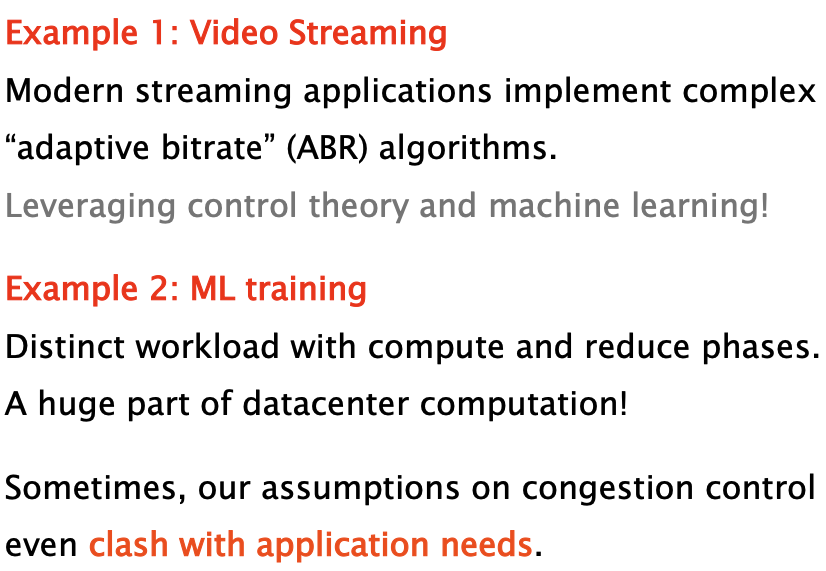 Example 1: Video Streaming
Modern streaming applications implement complex
“adaptive bitrate” (ABR) algorithms.
Leveraging control theory and machine learning!
Example 2: ML training
Distinct workload with compute and reduce phases.
A huge part of datacenter computation!
Sometimes, our assumptions on congestion control
even clash with application needs.